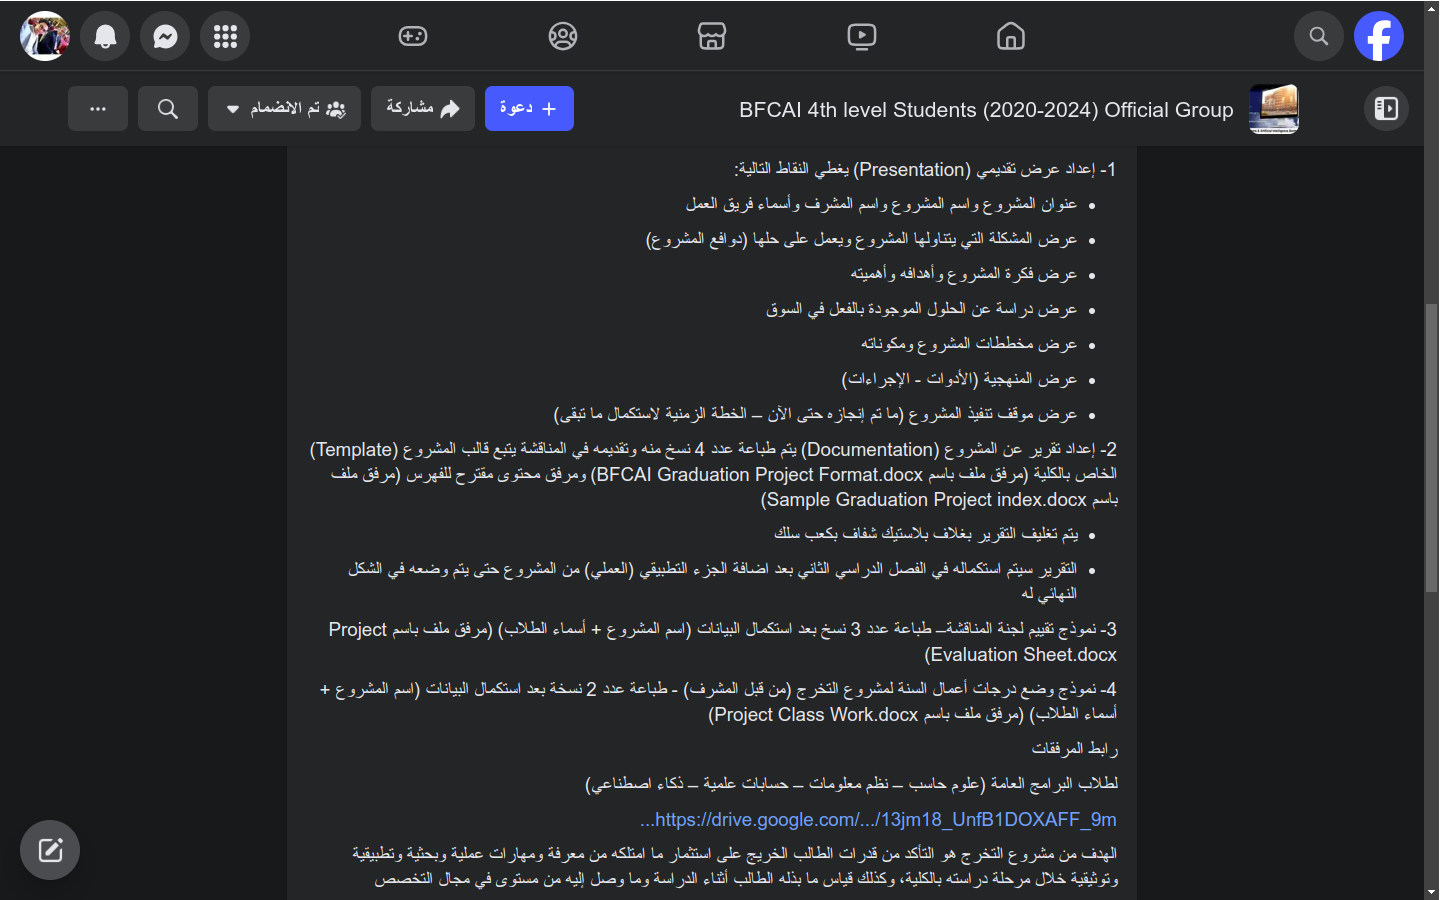 BFCAI 4th level Students (2020-2024) Official Group
دعوة
مشاركة
تم الانضمام
1- إعداد عرض تقديمي (Presentation) يغطي النقاط التالية:
• عنوان المشروع واسم المشروع واسم المشرف وأسماء فريق العمل
• عرض المشكلة التي يتناولها المشروع ويعمل على حلها (دوافع المشروع)
• عرض فكرة المشروع وأهدافه وأهميته
• عرض دراسة عن الحلول الموجودة بالفعل في السوق
• عرض مخططات المشروع ومكوناته
• عرض المنهجية (الأدوات - الإجراءات)
• عرض موقف تنفيذ المشروع (ما تم إنجازه حتى الآن – الخطة الزمنية لاستكمال ما تبقى)
2- إعداد تقرير عن المشروع (Documentation) يتم طباعة عدد 4 نسخ منه وتقديمه في المناقشة يتبع قالب المشروع (Template)
الخاص بالكلية (مرفق ملف باسم BFCAI Graduation Project Format.docx) ومرفق محتوى مقترح للفهرس (مرفق ملف
باسم Sample Graduation Project index.docx)
• يتم تغليف التقرير بغلاف بلاستيك شفاف بكعب سلك
• التقرير سيتم استكماله في الفصل الدراسي الثاني بعد اضافة الجزء التطبيقي (العملي) من المشروع حتى يتم وضعه في الشكل
النهائي له
3- نموذج تقييم لجنة المناقشة– طباعة عدد 3 نسخ بعد استكمال البيانات (اسم المشروع + أسماء الطلاب) (مرفق ملف باسم Project
Evaluation Sheet.docx)
4- نموذج وضع درجات أعمال السنة لمشروع التخرج (من قبل المشرف) - طباعة عدد 2 نسخة بعد استكمال البيانات (اسم المشروع +
أسماء الطلاب) (مرفق ملف باسم Project Class Work.docx)
رابط المرفقات
لطلاب البرامج العامة (علوم حاسب – نظم معلومات – حسابات علمية – ذكاء اصطناعي)
https://drive.google.com/.../13jm18_UnfB1DOXAFF_9m...
الهدف من مشروع التخرج هو التأكد من قدرات الطالب الخريج على استثمار ما امتلكه من معرفة ومهارات عملية وبحثية وتطبيقية
وتوثيقية خلال مرحلة دراسته بالكلية، وكذلك قياس ما بذله الطالب أثناء الدراسة وما وصل إليه من مستوى في مجال التخصص